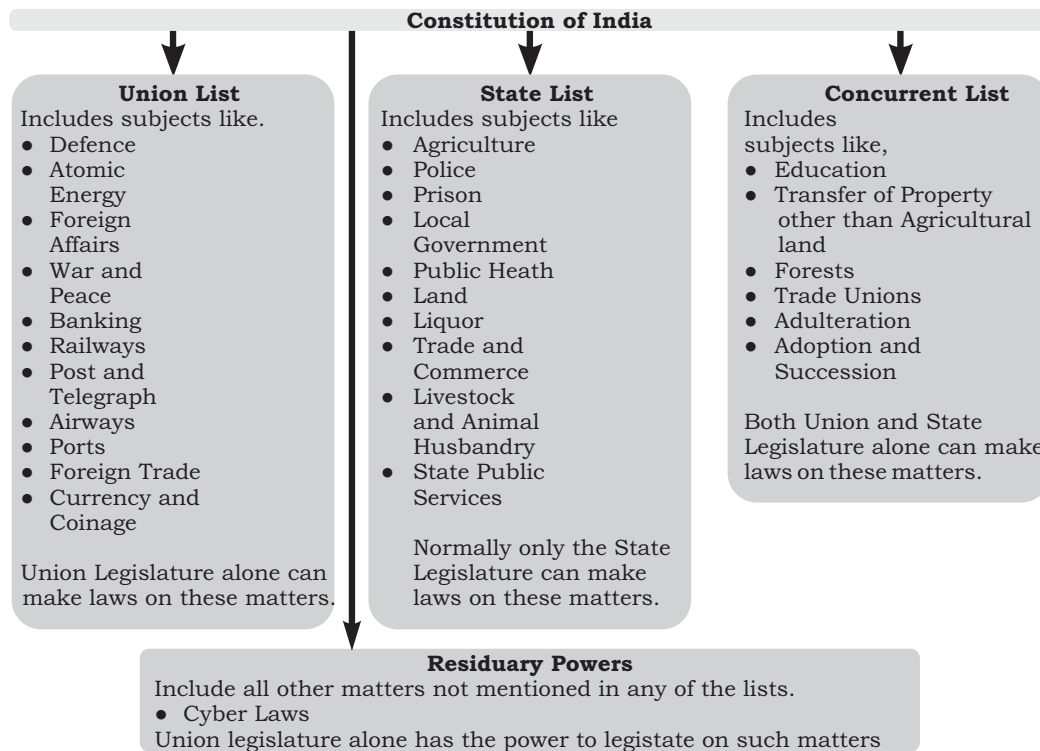 Constitution of India
Union List
Includes subjects like.
● Defence
● Atomic
Energy
● Foreign
Affairs
● War and
Peace
● Banking
● Railways
● Post and
Telegraph
● Airways
● Ports
● Foreign Trade
● Currency and
Coinage
Union Legislature alone can
make laws on these matters.
State List
Includes subjects like
● Agriculture
● Police
● Prison
● Local
Government
● Public Heath
● Land
● Liquor
● Trade and
Commerce
● Livestock
and Animal
Husbandry
● State Public
Services
Normally only the State
Legislature can make
laws on these matters.
Concurrent List
Includes
subjects like,
● Education
● Transfer of Property
other than Agricultural
land
● Forests
● Trade Unions
● Adulteration
● Adoption and
Succession
Both Union and State
Legislature alone can make
laws on these matters.
Residuary Powers
Include all other matters not mentioned in any of the lists.
● Cyber Laws
Union legislature alone has the power to legistate on such matters